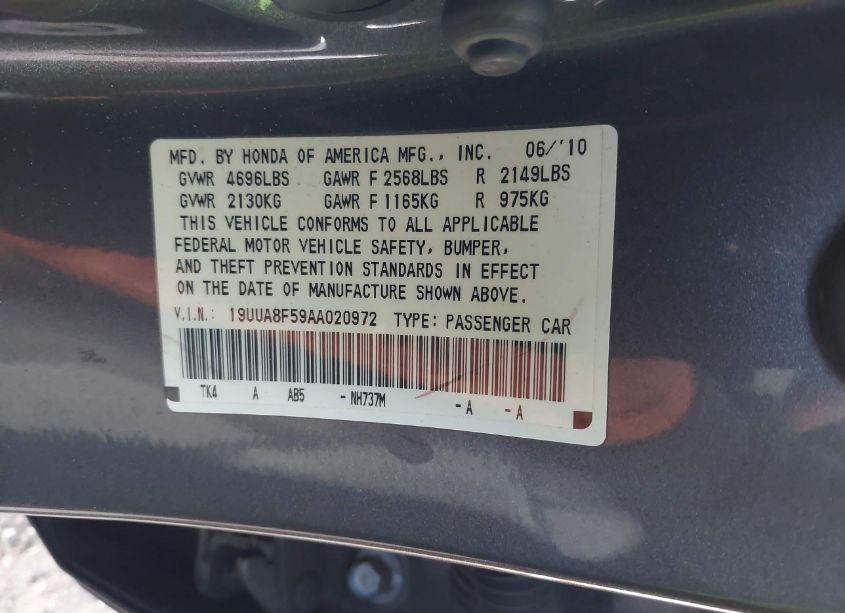 MFD. BY HONDA OF AMERICA MFG., INC. 06/'10
GVWR 4696LBS GAWR F 2568LBS R 2149LBS
GVWR 2130KG GAWR F 1165KG R 975KG
THIS VEHICLE CONFORMS TO ALL APPLICABLE
FEDERAL MOTOR VEHICLE SAFETY, BUMPER,
AND THEFT PREVENTION STANDARDS IN EFFECT
ON THE DATE OF MANUFACTURE SHOWN ABOVE.
V.I.N.: 19UUA8F59AA020972 TYPE: PASSENGER CAR
TK4 A AB5 - NH737M - A - A